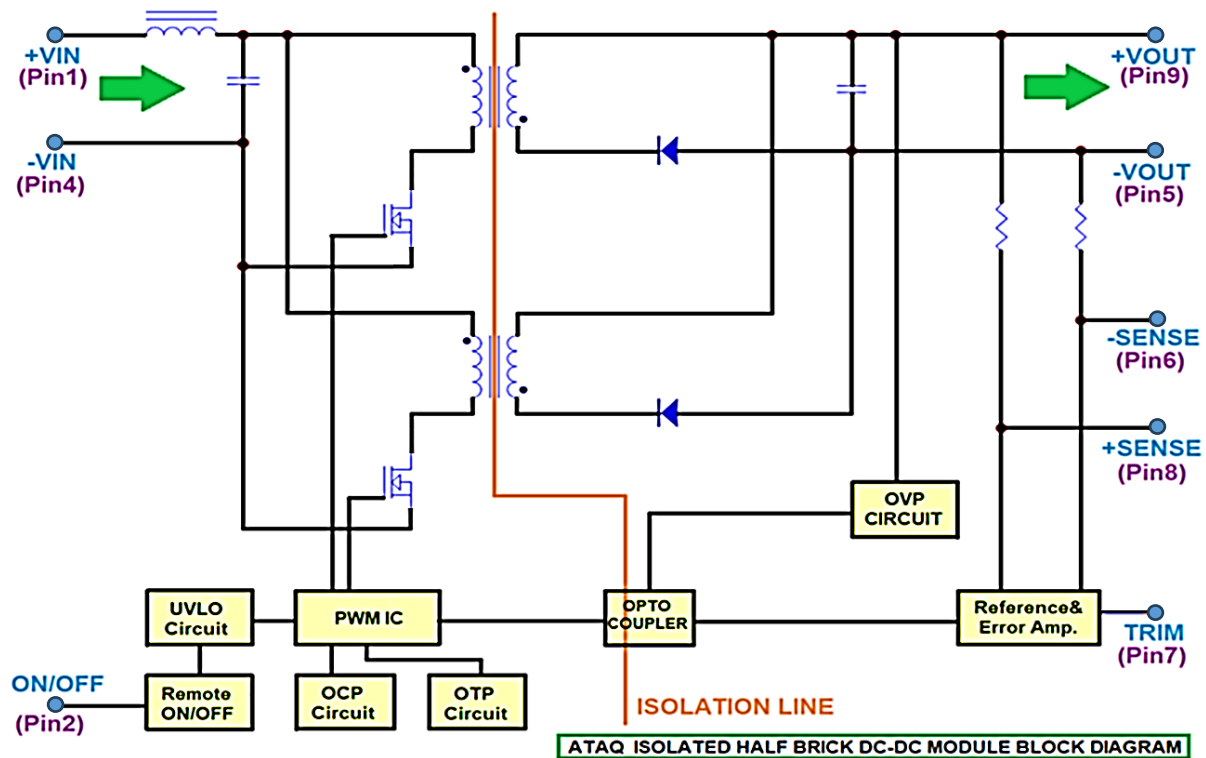 +VIN
(Pin1)
-VIN
(Pin4)
+VOUT
(Pin9)
-VOUT
(Pin5)
-SENSE
(Pin6)
+SENSE
(Pin8)
OVP
CIRCUIT
UVLO
Circuit
PWM IC
OPTO
COUPLER
Reference&
Error Amp.
TRIM
(Pin7)
ON/OFF
(Pin2)
Remote
ON/OFF
OCP
Circuit
OTP
Circuit
ISOLATION LINE
ATAQ ISOLATED HALF BRICK DC-DC MODULE BLOCK DIAGRAM